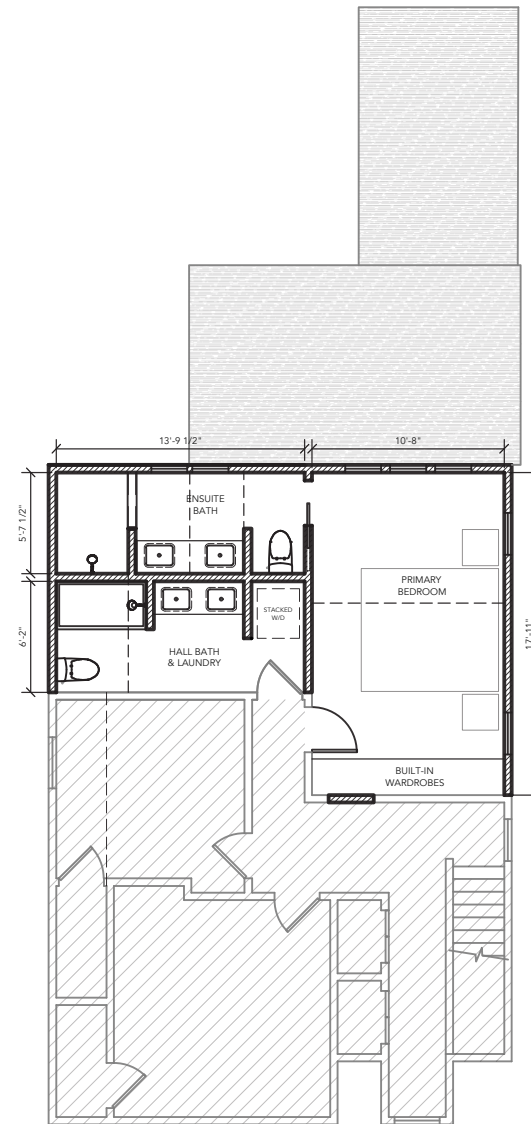 13'-9 1/2"
10'-8"
5'-7 1/2"
ENSUITE
BATH
PRIMARY
BEDROOM
STACKED
W/D
6'-2"
HALL BATH
& LAUNDRY
17'-11"
BUILT-IN
WARDROBES